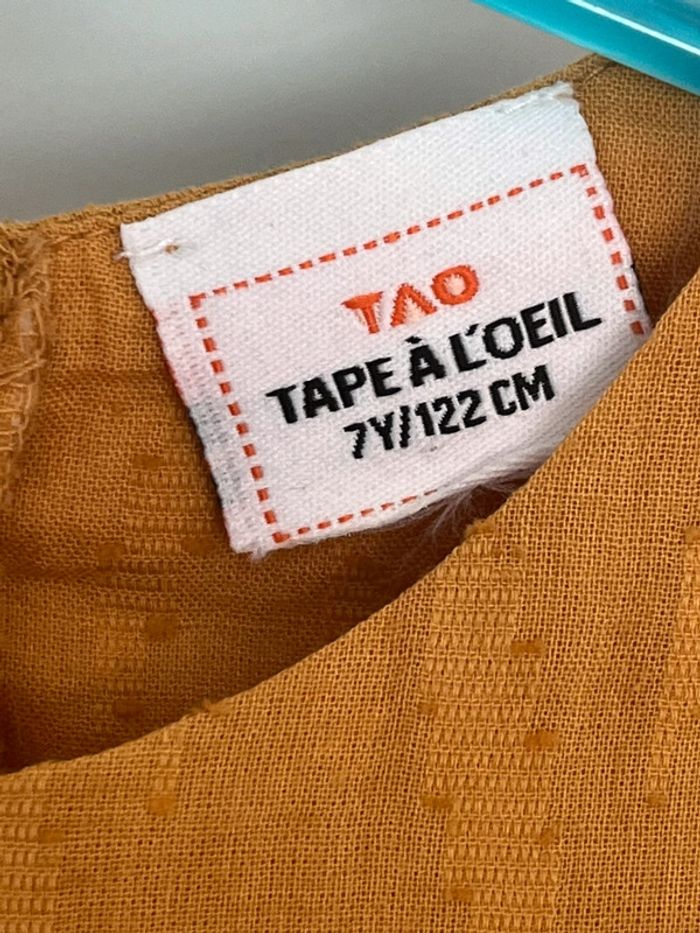 TAO
TAPE À L'OEIL
7Y/122 CM